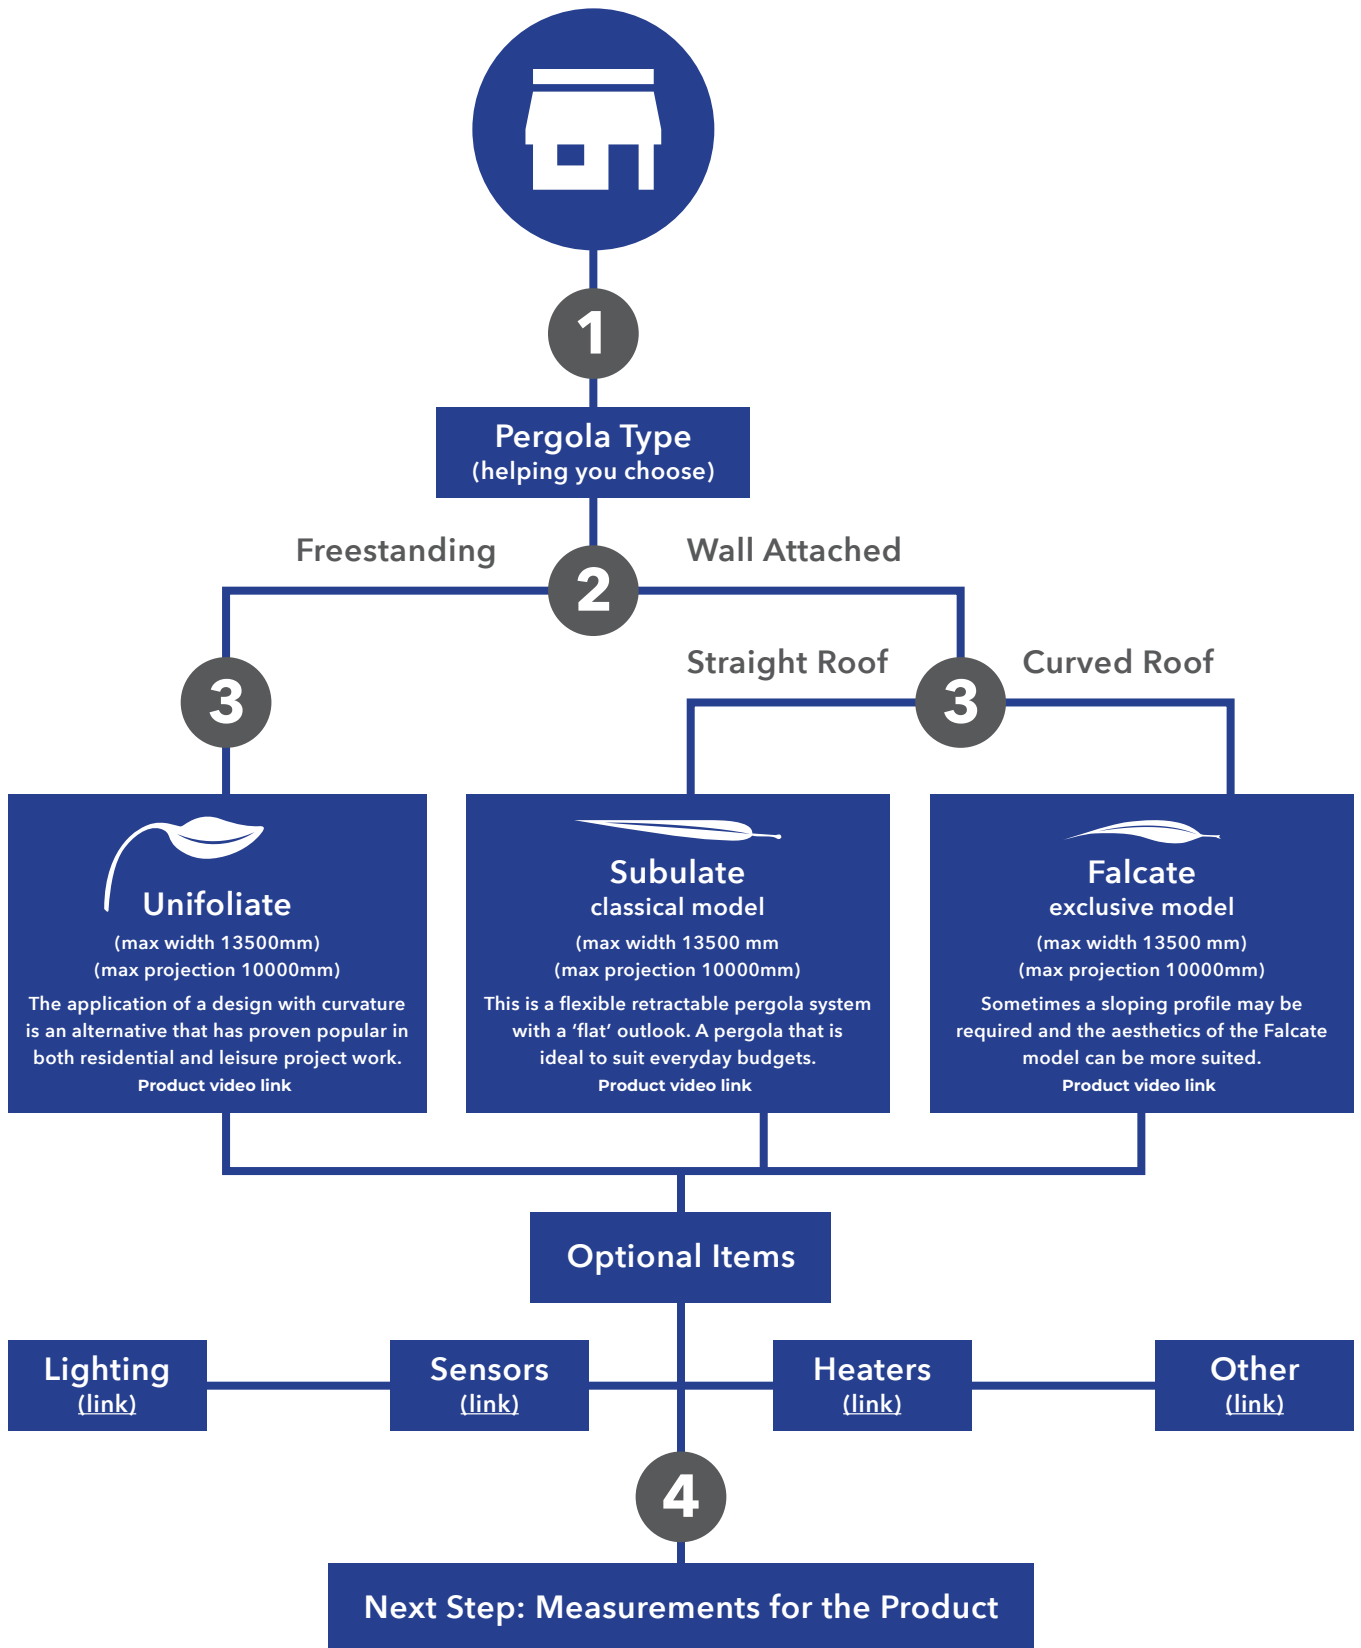 1
Pergola Type
(helping you choose)
Freestanding
Wall Attached
2
Straight Roof
Curved Roof
3
3
Unifoliate
(max width 13500mm)
(max projection 10000mm)
The application of a design with curvature
is an alternative that has proven popular in
both residential and leisure project work.
Product video link
Subulate
classical model
(max width 13500 mm
(max projection 10000mm)
This is a flexible retractable pergola system
with a ‘flat’ outlook. A pergola that is
ideal to suit everyday budgets.
Product video link
Falcate
exclusive model
(max width 13500 mm)
(max projection 10000mm)
Sometimes a sloping profile may be
required and the aesthetics of the Falcate
model can be more suited.
Product video link
Optional Items
Lighting
(link)
Sensors
(link)
Heaters
(link)
Other
(link)
4
Next Step: Measurements for the Product